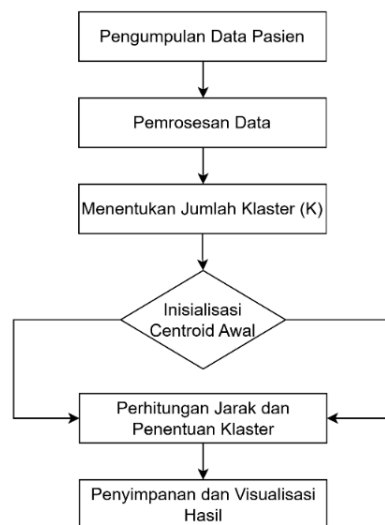 Pengumpulan Data Pasien
Pemrosesan Data
Menentukan Jumlah Klaster (K)
Inisialisasi
Centroid Awal
Perhitungan Jarak dan
Penentuan Klaster
Penyimpanan dan Visualisasi
Hasil